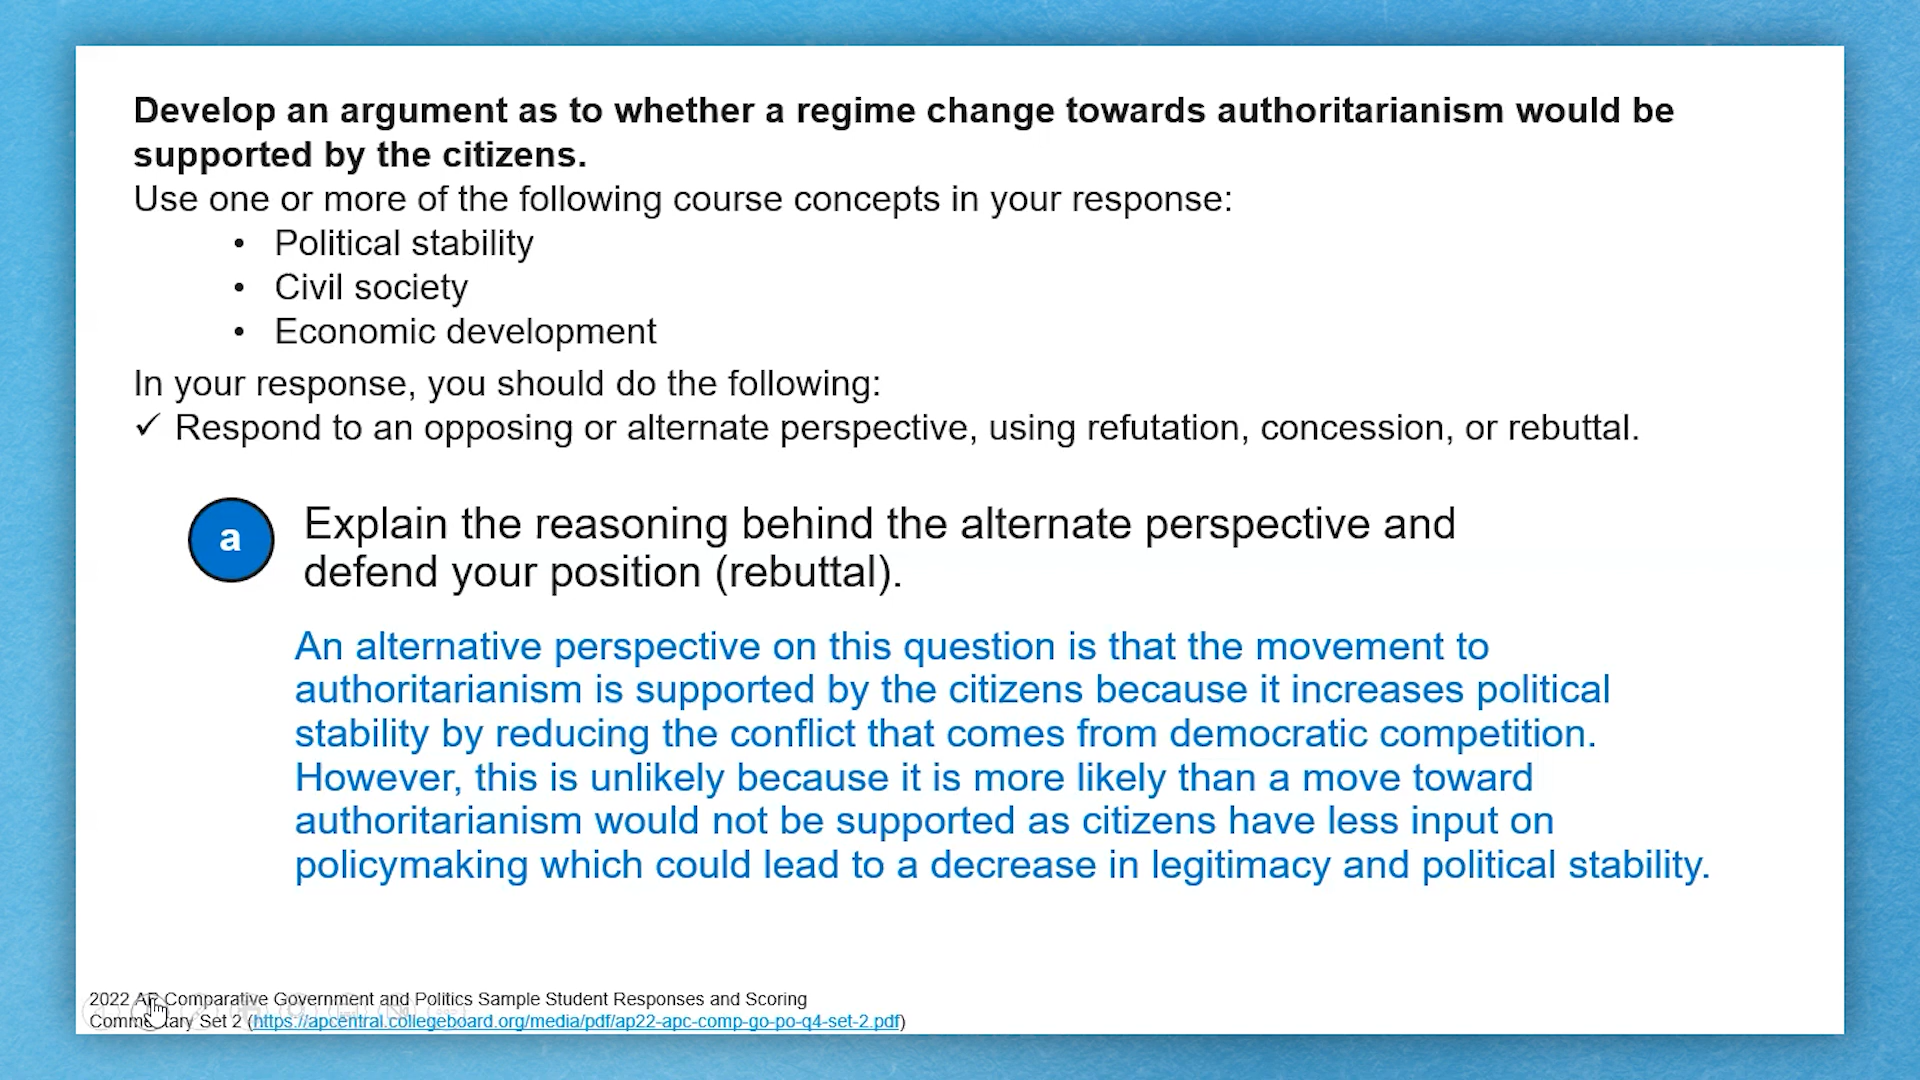 Develop an argument as to whether a regime change towards authoritarianism would be
supported by the citizens.
Use one or more of the following course concepts in your response:
• Political stability
• Civil society
• Economic development
In your response, you should do the following:
✓ Respond to an opposing or alternate perspective, using refutation, concession, or rebuttal.
a
Explain the reasoning behind the alternate perspective and
defend your position (rebuttal).
An alternative perspective on this question is that the movement to
authoritarianism is supported by the citizens because it increases political
stability by reducing the conflict that comes from democratic competition.
However, this is unlikely because it is more likely than a move toward
authoritarianism would not be supported as citizens have less input on
policymaking which could lead to a decrease in legitimacy and political stability.
2022 AP Comparative Government and Politics Sample Student Responses and Scoring
Commentary Set 2 (https://apcentral.collegeboard.org/media/pdf/ap22-apc-comp-go-po-q4-set-2.pdf)